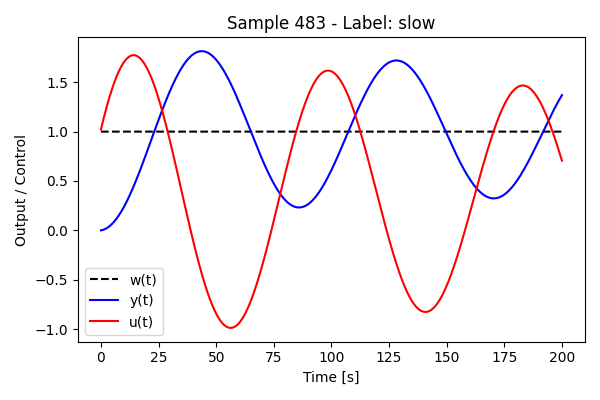 Sample 483 - Label: slow
Output / Control
1.5
1.0
0.5
0.0
−0.5
−1.0
w(t)
y(t)
u(t)
0 25 50 75 100 125 150 175 200
Time [s]